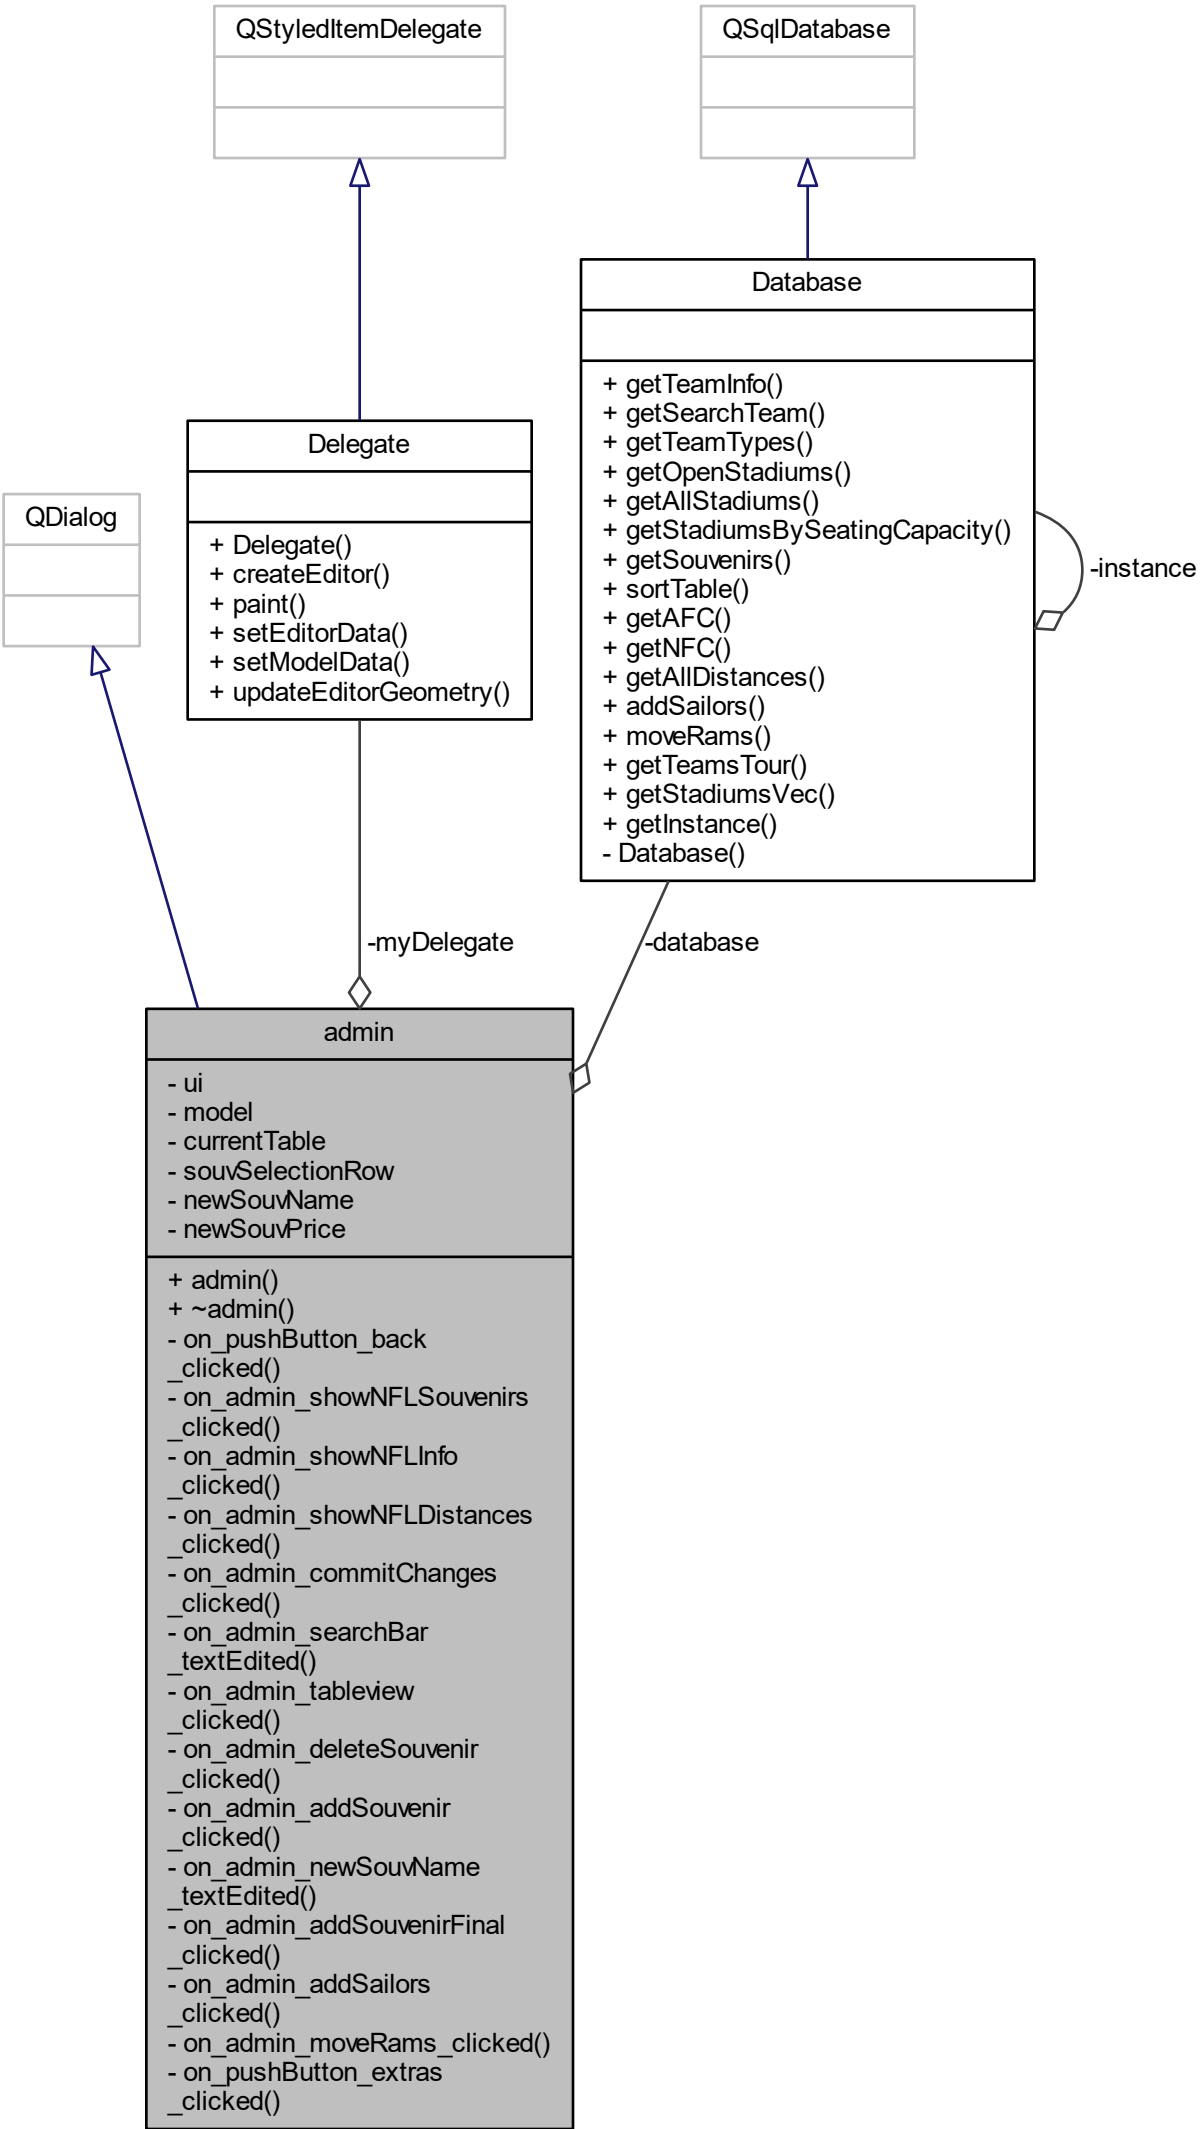 QStyledItemDelegate
QSqlDatabase
Database
+ getTeamInfo()
+ getSearchTeam()
+ getTeamTypes()
+ getOpenStadiums()
+ getAllStadiums()
+ getStadiumsBySeatingCapacity()
+ getSouvenirs()
+ sortTable()
+ getAFC()
+ getNFC()
+ getAllDistances()
+ addSailors()
+ moveRams()
+ getTeamsTour()
+ getStadiumsVec()
+ getInstance()
- Database()
-instance
Delegate
+ Delegate()
+ createEditor()
+ paint()
+ setEditorData()
+ setModelData()
+ updateEditorGeometry()
QDialog
-myDelegate
-database
admin
- ui
- model
- currentTable
- souvSelectionRow
- newSouvName
- newSouvPrice
+ admin()
+ ~admin()
- on_pushButton_back
_clicked()
- on_admin_showNFLSouvenirs
_clicked()
- on_admin_showNFLInfo
_clicked()
- on_admin_showNFLDistances
_clicked()
- on_admin_commitChanges
_clicked()
- on_admin_searchBar
_textEdited()
- on_admin_tableview
_clicked()
- on_admin_deleteSouvenir
_clicked()
- on_admin_addSouvenir
_clicked()
- on_admin_newSouvName
_textEdited()
- on_admin_addSouvenirFinal
_clicked()
- on_admin_addSailors
_clicked()
- on_admin_moveRams_clicked()
- on_pushButton_extras
_clicked()